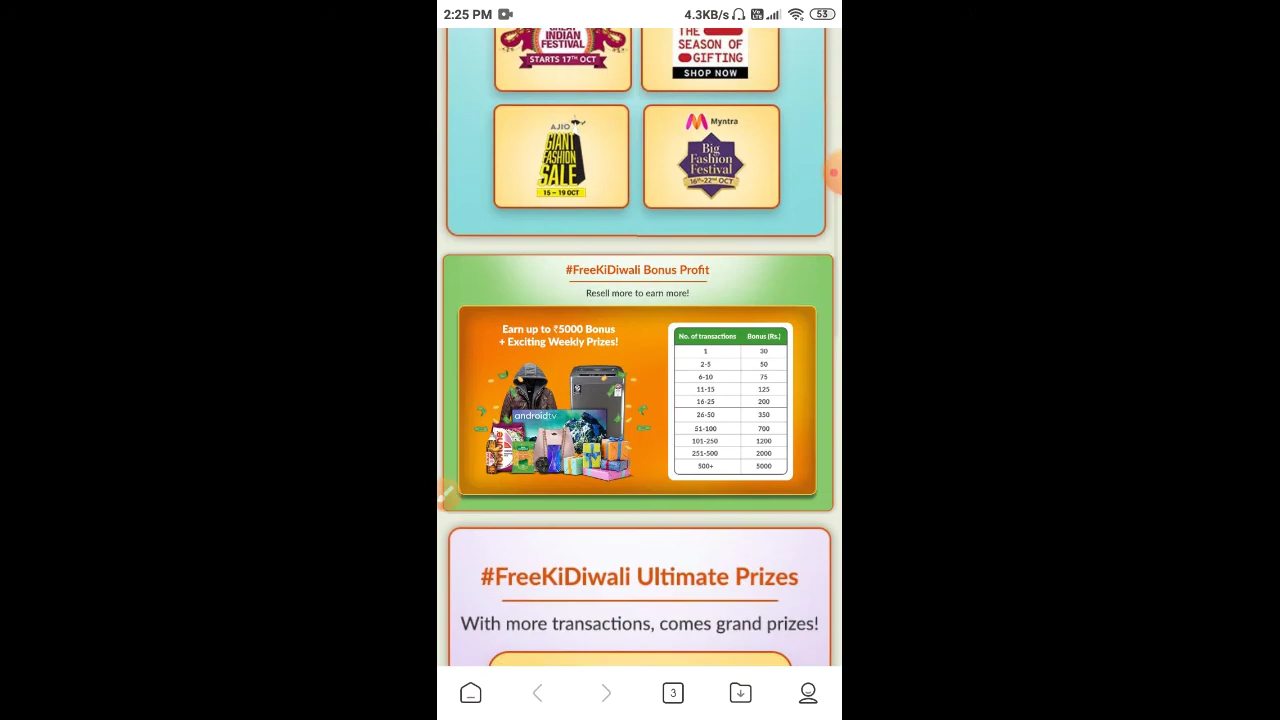 2:25 PM
4.3KB/s
53
GREAT
INDIAN
FESTIVAL
STARTS 17TH OCT
THE
SEASON OF
GIFTING
SHOP NOW
AJIO
GIANT
FASHION
SALE
15 – 19 OCT
Myntra
Big
Fashion
Festival
16th-22nd OCT
#FreeKiDiwali Bonus Profit
Resell more to earn more!
Earn up to ₹5000 Bonus
+ Exciting Weekly Prizes!
androidtv
No. of transactions Bonus (Rs.)
1 30
2-5 50
6-10 75
11-15 125
16-25 200
26-50 350
51-100 700
101-250 1200
251-500 2000
500+ 5000
#FreeKiDiwali Ultimate Prizes
With more transactions, comes grand prizes!
3